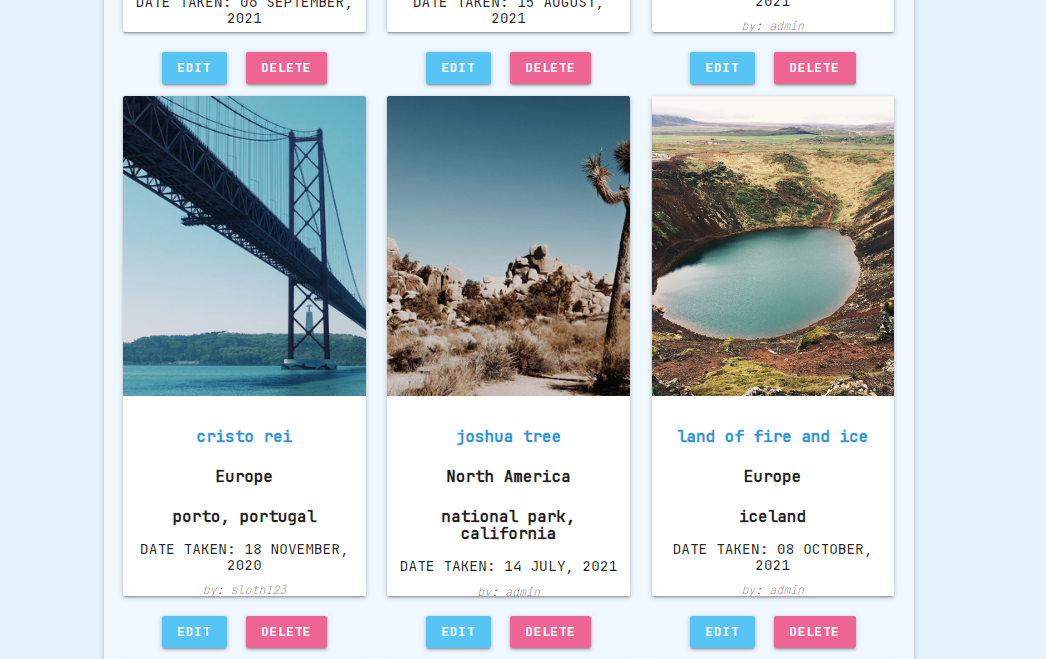 DATE TAKEN: 08 SEPTEMBER,
2021
DATE TAKEN: 15 AUGUST,
2021
2021
by: admin
EDIT DELETE
EDIT DELETE
EDIT DELETE
cristo rei
Europe
porto, portugal
DATE TAKEN: 18 NOVEMBER,
2020
by: sloth123
joshua tree
North America
national park,
california
DATE TAKEN: 14 JULY, 2021
by: admin
land of fire and ice
Europe
iceland
DATE TAKEN: 08 OCTOBER,
2021
by: admin
EDIT DELETE
EDIT DELETE
EDIT DELETE